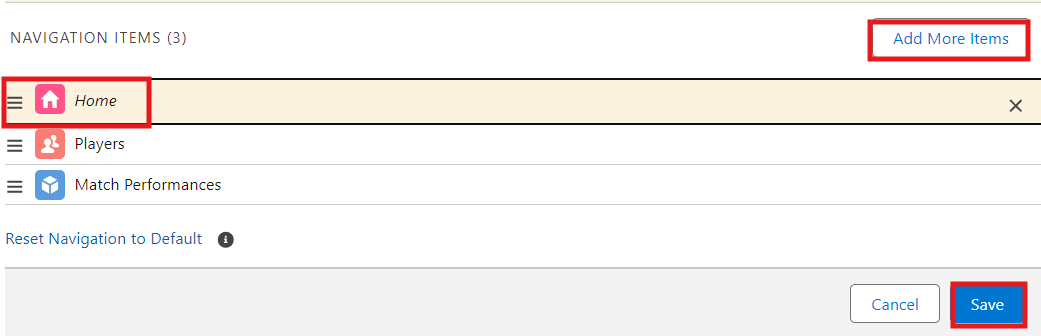 NAVIGATION ITEMS (3)
Add More Items
Home
Players
Match Performances
Reset Navigation to Default
Cancel
Save